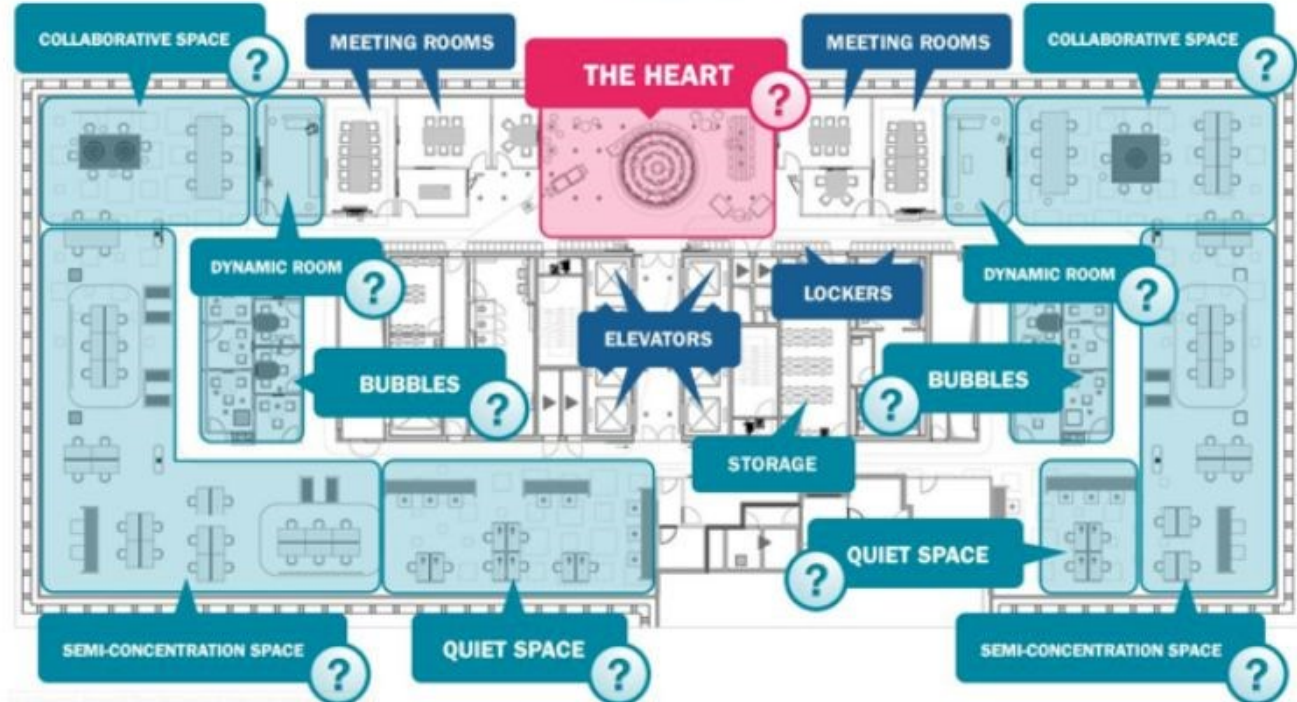 COLLABORATIVE SPACE
?
MEETING ROOMS
THE HEART
?
MEETING ROOMS
COLLABORATIVE SPACE
?
DYNAMIC ROOM
?
LOCKERS
DYNAMIC ROOM
?
ELEVATORS
BUBBLES
?
BUBBLES
?
STORAGE
QUIET SPACE
?
SEMI-CONCENTRATION SPACE
?
QUIET SPACE
?
SEMI-CONCENTRATION SPACE
?